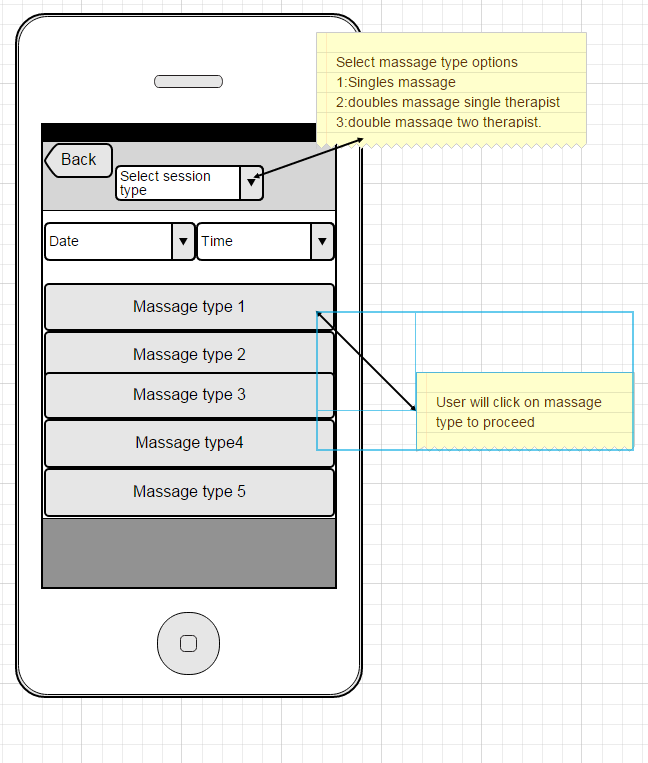 Select massage type options
1:Singles massage
2:doubles massage single therapist
3:double massage two therapist.
Back
Select session
type
Date
Time
Massage type 1
Massage type 2
Massage type 3
Massage type4
Massage type 5
User will click on massage
type to proceed